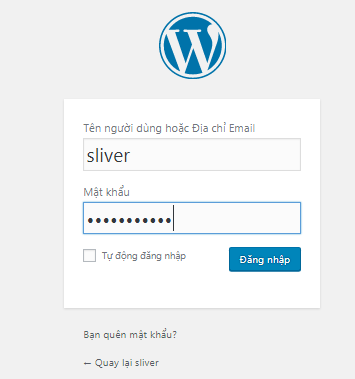 Tên người dùng hoặc Địa chỉ Email
sliver
Mật khẩu
•••••••••••
Tự động đăng nhập
Đăng nhập
Bạn quên mật khẩu?
← Quay lại sliver